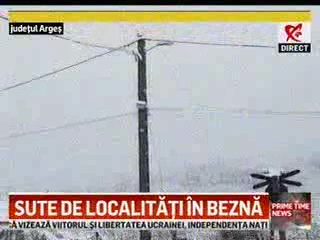 județul Argeș
DIRECT
SUTE DE LOCALITĂȚI ÎN BEZNĂ
PRIME TIME
NEWS
Ă VIZEAZĂ VIITORUL ȘI LIBERTATEA UCRAINEI, INDEPENDENȚA NAȚI